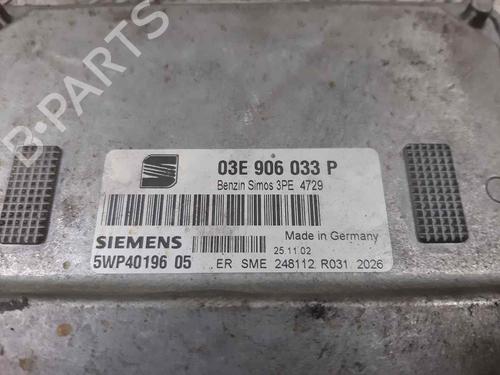 B-PARTS
03E 906 033 P
Benzin Simos 3PE 4729
SIEMENS
Made in Germany
25.11.02
5WP40196 05
ER SME 248112 R031 2026